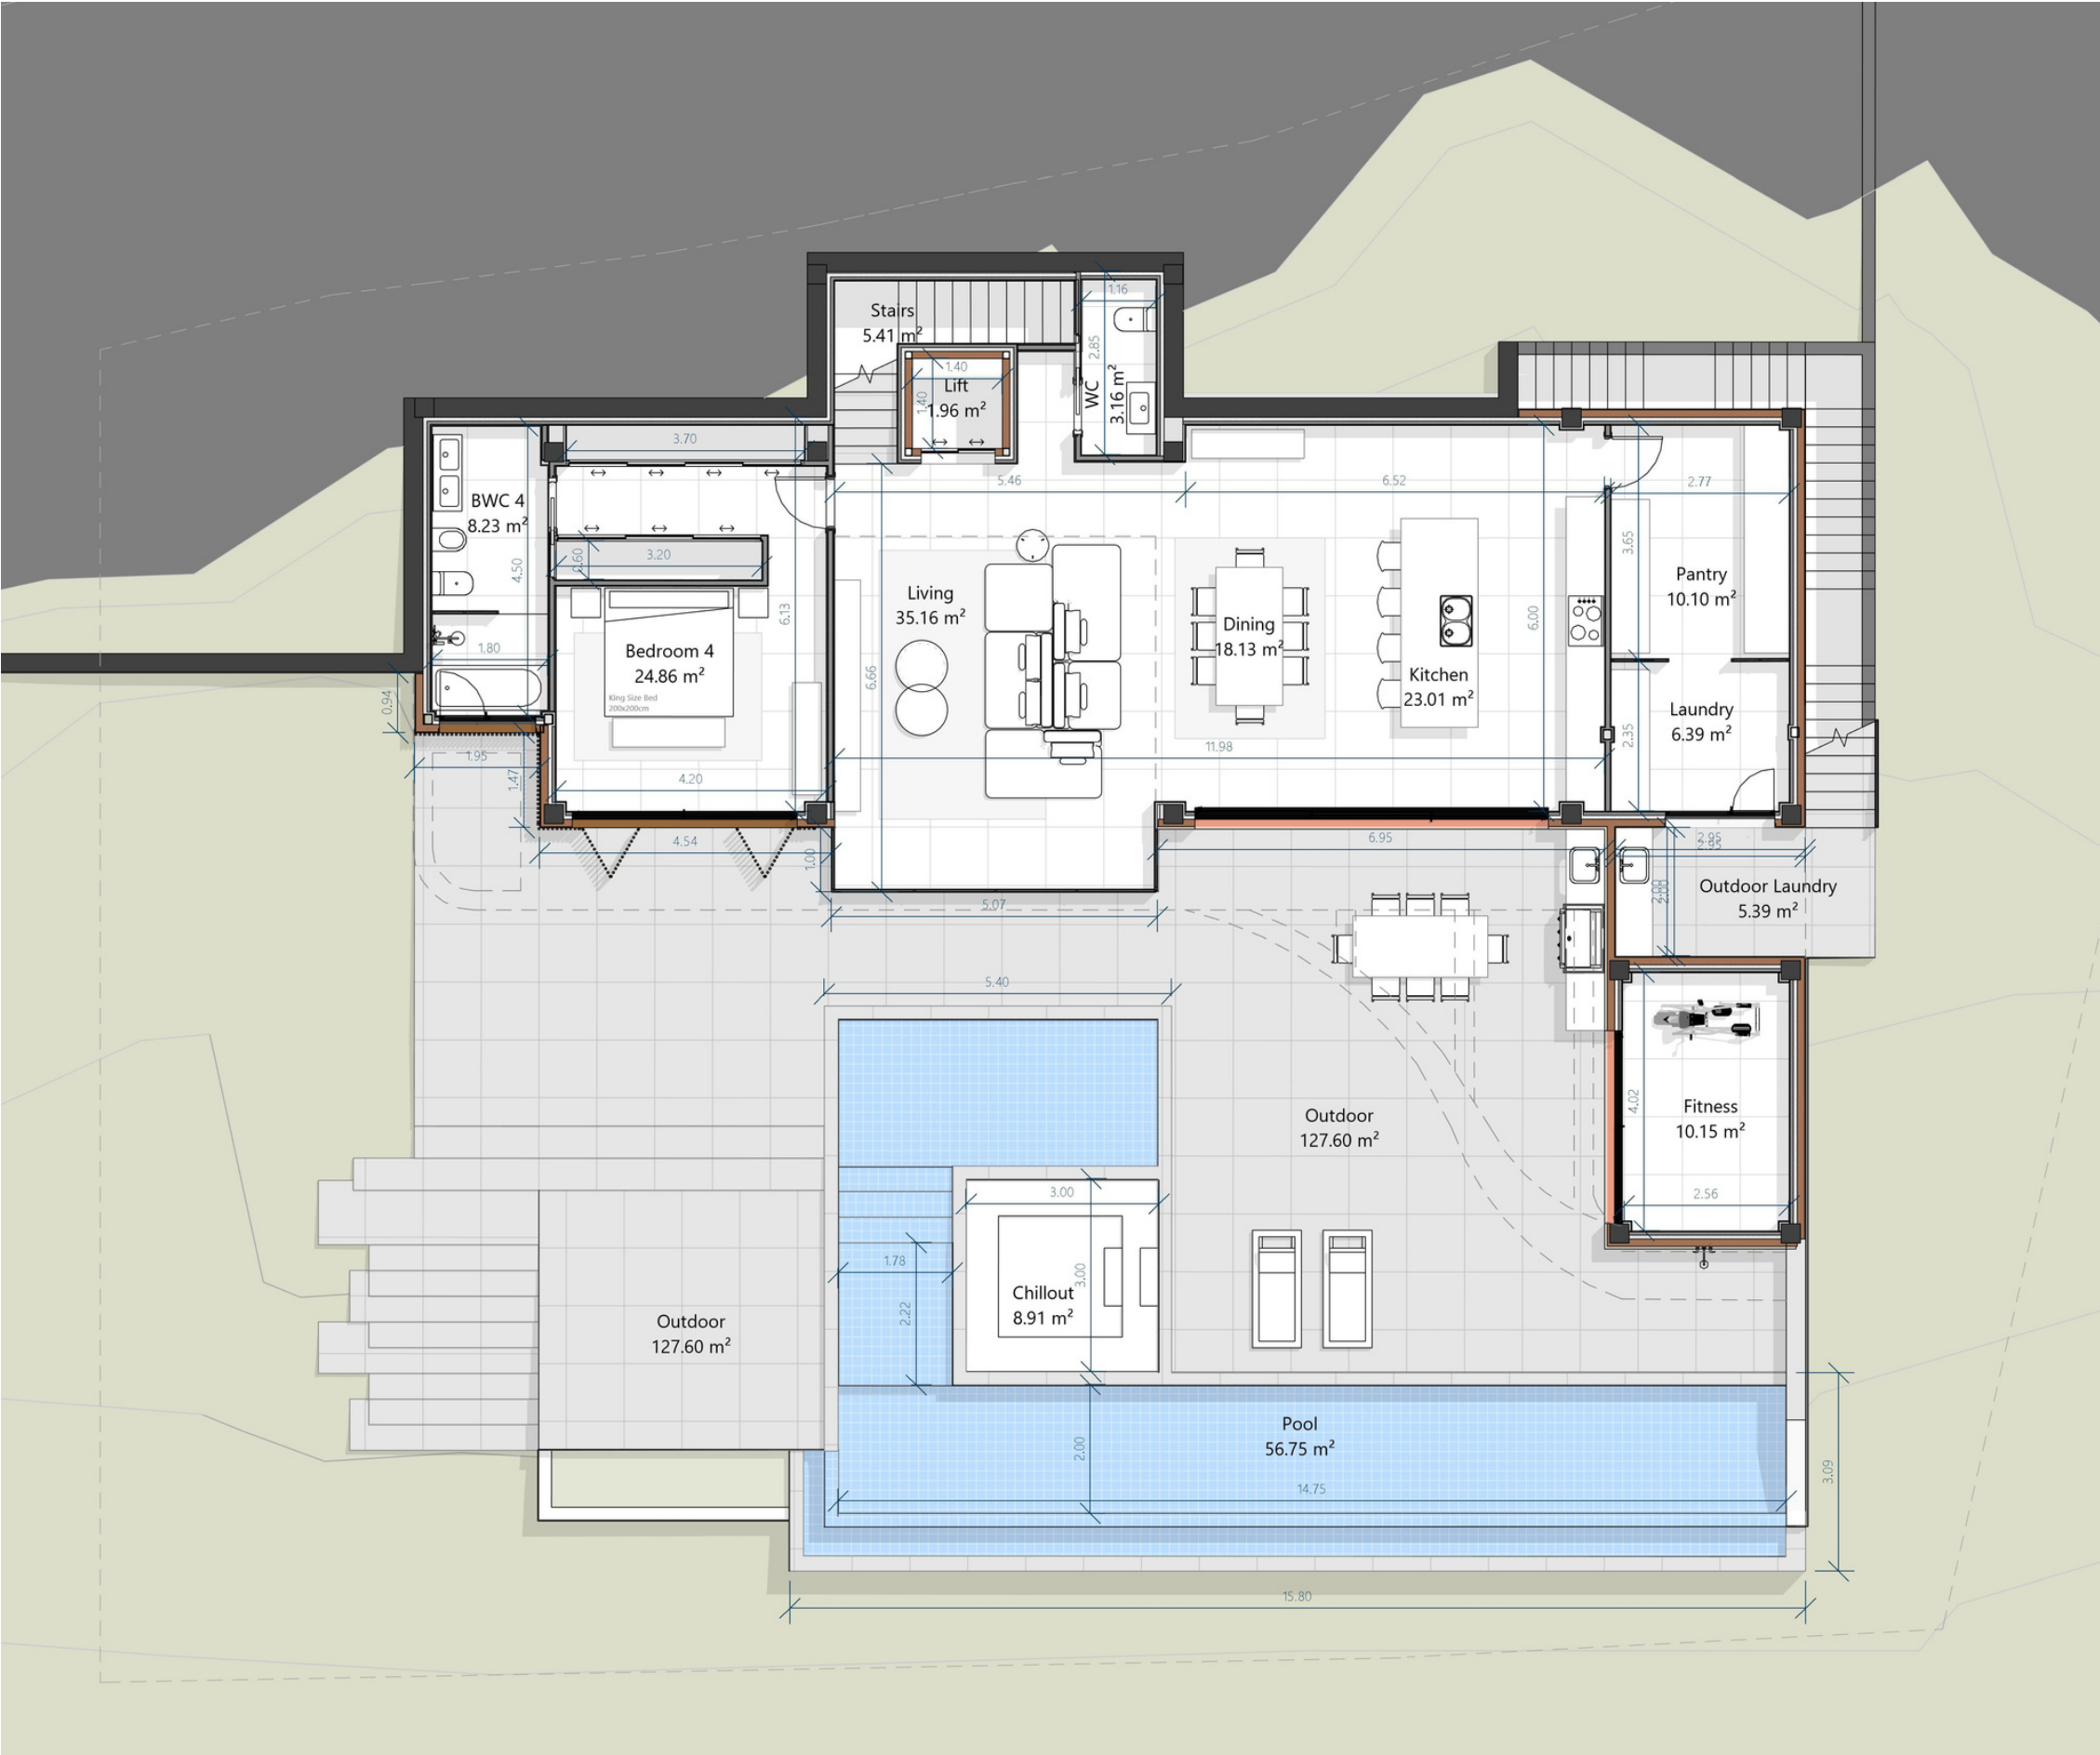 Stairs
5.41 m²
1.16
2.85
WC
3.16 m²
1.40
1.40
Lift
1.96 m²
3.70
BWC 4
8.23 m²
4.50
0.60
3.20
6.13
1.80
Bedroom 4
24.86 m²
King Size Bed
200x200cm
4.20
5.46
6.52
2.77
Living
35.16 m²
6.66
Dining
18.13 m²
6.00
Kitchen
23.01 m²
11.98
3.65
Pantry
10.10 m²
Laundry
6.39 m²
2.35
0.94
1.95
1.47
4.54
1.00
5.07
6.95
2.95
2.95
2.00
2.00
Outdoor Laundry
5.39 m²
5.40
4.02
Fitness
10.15 m²
2.56
Outdoor
127.60 m²
3.00
3.00
Chillout
8.91 m²
1.78
2.22
Outdoor
127.60 m²
Pool
56.75 m²
2.00
14.75
3.09
15.80